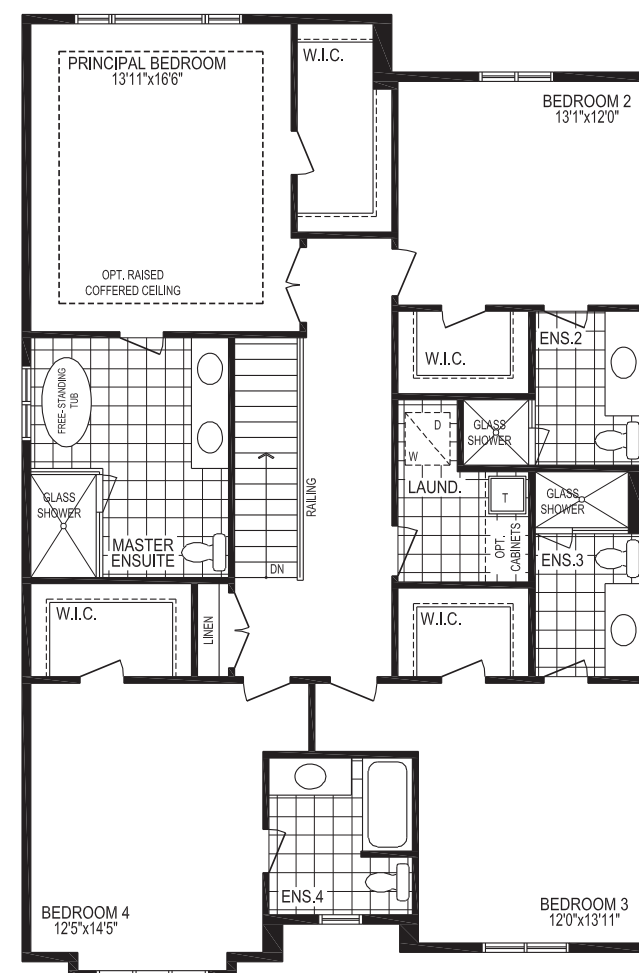 PRINCIPAL BEDROOM
13'11"x16'6"
W.I.C.
BEDROOM 2
13'1"x12'0"
OPT. RAISED
COFFERED CEILING
W.I.C.
ENS.2
FREE-STANDING
TUB
RAILING
D
W
GLASS
SHOWER
LAUND.
T
OPT.
CABINETS
GLASS
SHOWER
GLASS
SHOWER
MASTER
ENSUITE
DN
ENS.3
W.I.C.
LINEN
W.I.C.
ENS.4
BEDROOM 4
12'5"x14'5"
BEDROOM 3
12'0"x13'11"